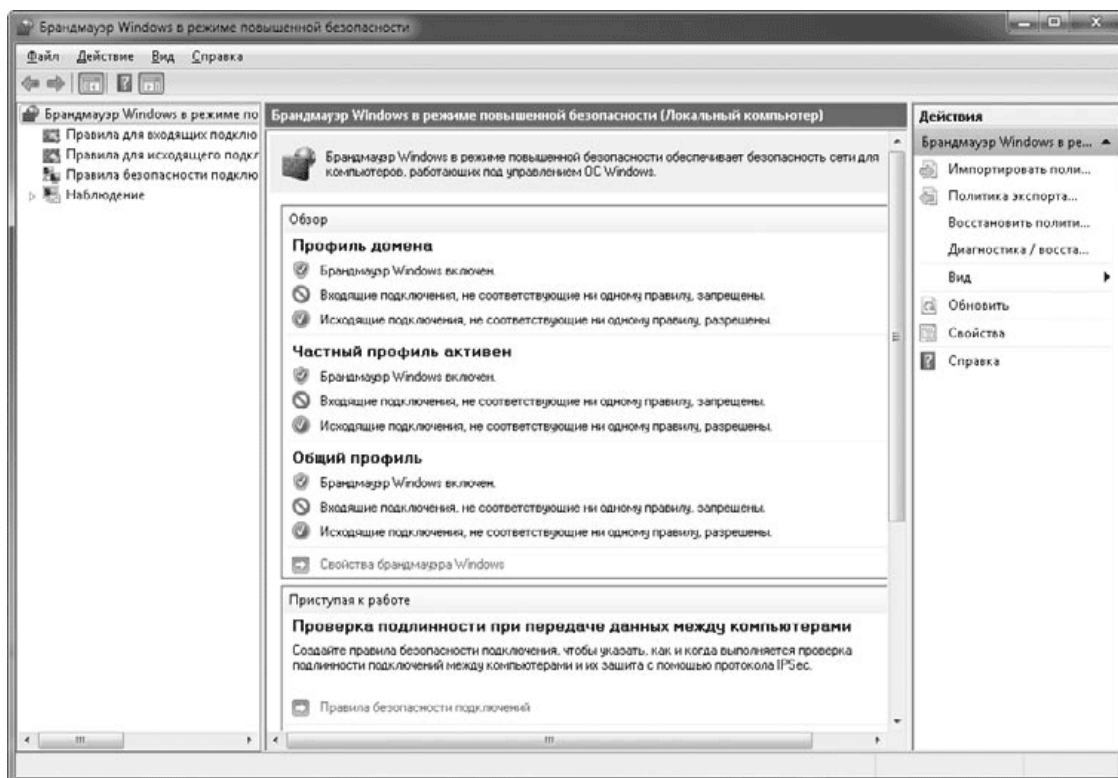 Брандмауэр Windows в режиме повышенной безопасности
Файл Действие Вид Справка
Брандмауэр Windows в режиме по
Правила для входящих подклю
Правила для исходящего подкл
Правила безопасности подклю
Наблюдение
Брандмауэр Windows в режиме повышенной безопасности (Локальный компьютер)
Брандмауэр Windows в режиме повышенной безопасности обеспечивает безопасность сети для
компьютеров, работающих под управлением ОС Windows.
Обзор
Профиль домена
Брандмауэр Windows включен.
Входящие подключения, не соответствующие ни одному правилу, запрещены.
Исходящие подключения, не соответствующие ни одному правилу, разрешены.
Частный профиль активен
Брандмауэр Windows включен.
Входящие подключения, не соответствующие ни одному правилу, запрещены.
Исходящие подключения, не соответствующие ни одному правилу, разрешены.
Общий профиль
Брандмауэр Windows включен.
Входящие подключения, не соответствующие ни одному правилу, запрещены.
Исходящие подключения, не соответствующие ни одному правилу, разрешены.
Свойства брандмауэра Windows
Приступая к работе
Проверка подлинности при передаче данных между компьютерами
Создайте правила безопасности подключения, чтобы указать, как и когда выполняется проверка
подлинности подключений между компьютерами и их защита с помощью протокола IPSec.
Правила безопасности подключений
Действия
Брандмауэр Windows в ре...
Импортировать поли...
Политика экспорта...
Восстановить полити...
Диагностика / восста...
Вид
Обновить
Свойства
Справка